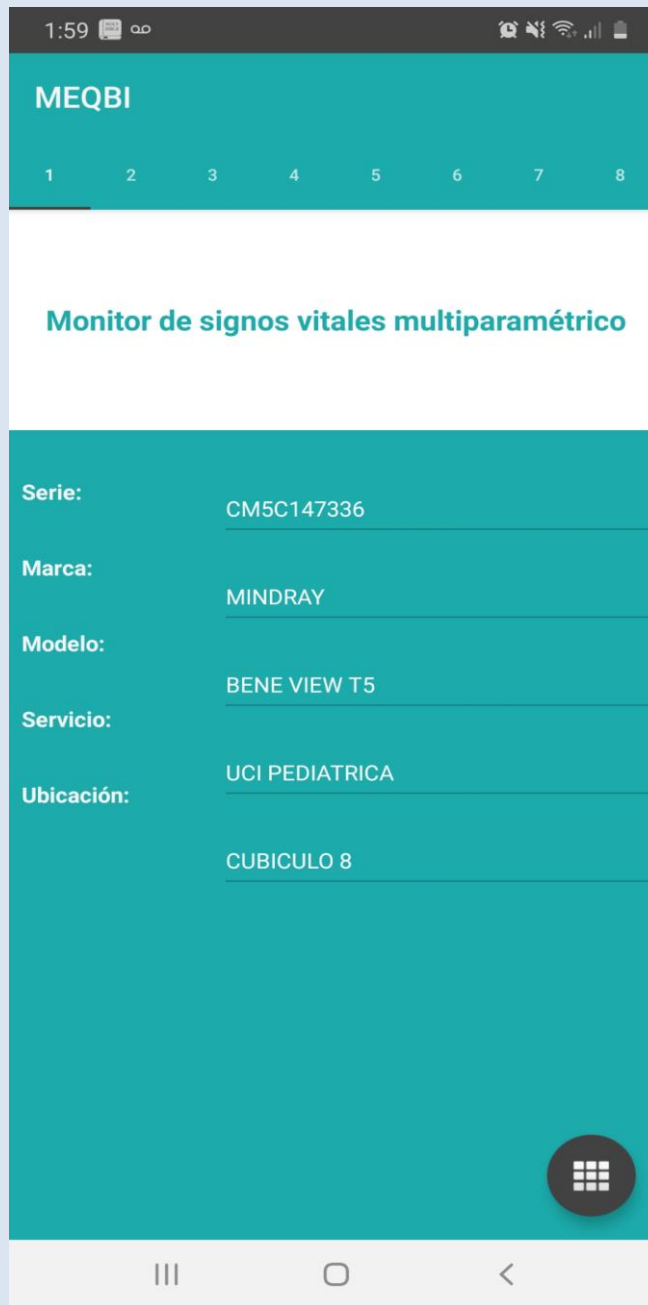 1:59
MEQBI
1 2 3 4 5 6 7 8
Monitor de signos vitales multiparamétrico
Serie:
CM5C147336
Marca:
MINDRAY
Modelo:
BENE VIEW T5
Servicio:
UCI PEDIATRICA
Ubicación:
CUBICULO 8